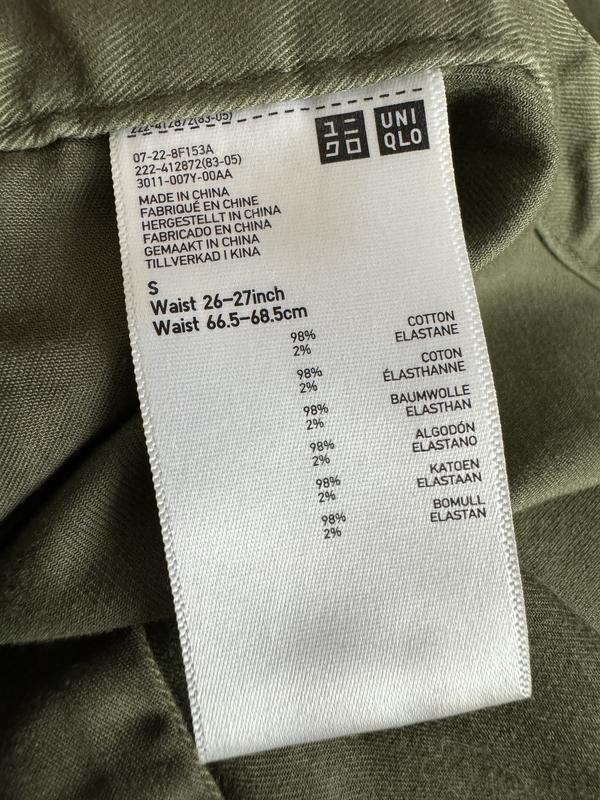 222-412872(83-05)
ユニ
クロ
UNI
QLO
07-22-8F153A
222-412872(83-05)
3011-007Y-00AA
MADE IN CHINA
FABRIQUÉ EN CHINE
HERGESTELLT IN CHINA
FABRICADO EN CHINA
GEMAAKT IN CHINA
TILLVERKAD I KINA
S
Waist 26–27inch
Waist 66.5–68.5cm
98% COTTON
2% ELASTANE
98% COTON
2% ÉLASTHANNE
98% BAUMWOLLE
2% ELASTHAN
98% ALGODÓN
2% ELASTANO
98% KATOEN
2% ELASTAAN
98% BOMULL
2% ELASTAN